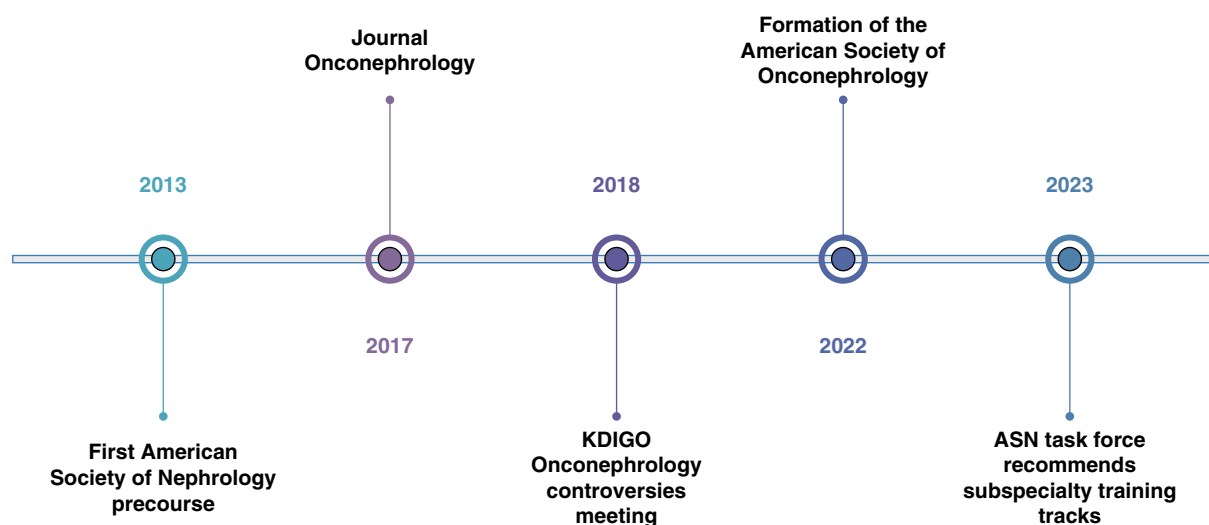 2013
First American
Society of Nephrology
precourse
Journal
Onconephrology
2017
2018
KDIGO
Onconephrology
controversies
meeting
Formation of the
American Society of
Onconephrology
2022
2023
ASN task force
recommends
subspecialty training
tracks